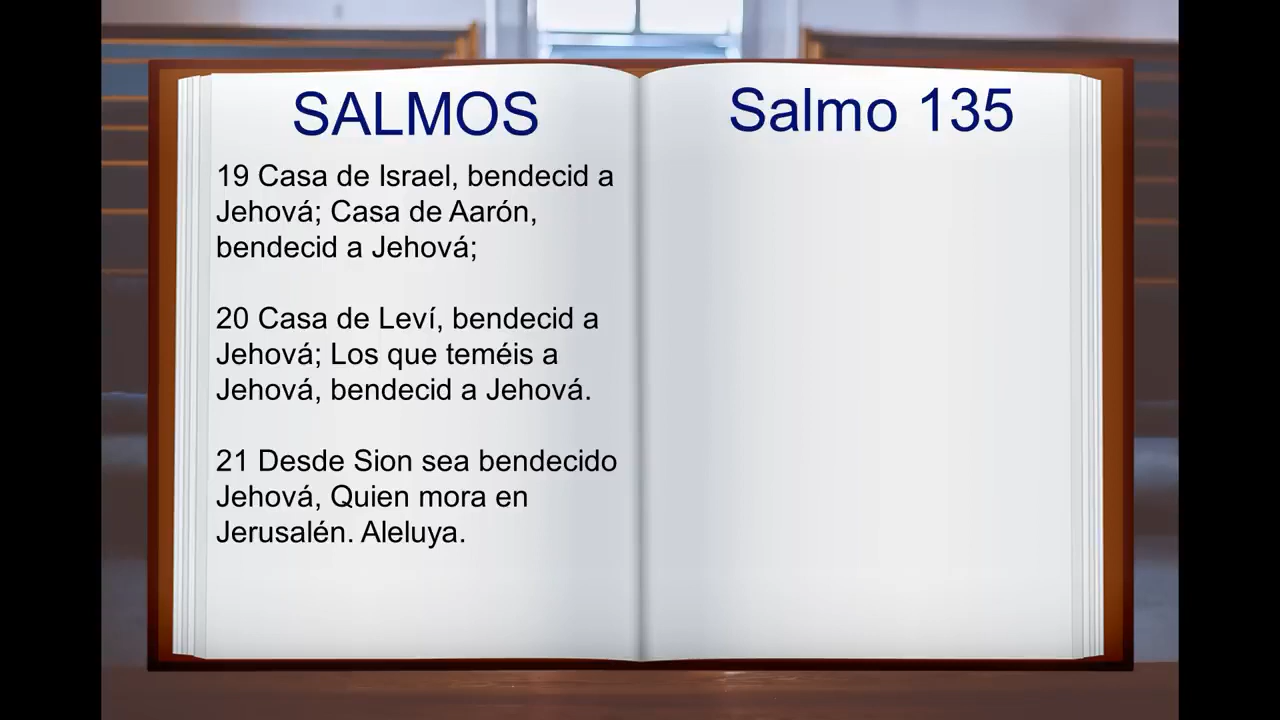 SALMOS
19 Casa de Israel, bendecid a
Jehová; Casa de Aarón,
bendecid a Jehová;
20 Casa de Leví, bendecid a
Jehová; Los que teméis a
Jehová, bendecid a Jehová.
21 Desde Sion sea bendecido
Jehová, Quien mora en
Jerusalén. Aleluya.
Salmo 135